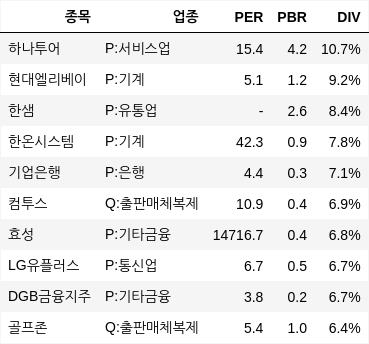 종목 업종 PER PBR DIV
하나투어 P:서비스업 15.4 4.2 10.7%
현대엘리베이 P:기계 5.1 1.2 9.2%
한샘 P:유통업 - 2.6 8.4%
한온시스템 P:기계 42.3 0.9 7.8%
기업은행 P:은행 4.4 0.3 7.1%
컴투스 Q:출판매체복제 10.9 0.4 6.9%
효성 P:기타금융 14716.7 0.4 6.8%
LG유플러스 P:통신업 6.7 0.5 6.7%
DGB금융지주 P:기타금융 3.8 0.2 6.7%
골프존 Q:출판매체복제 5.4 1.0 6.4%